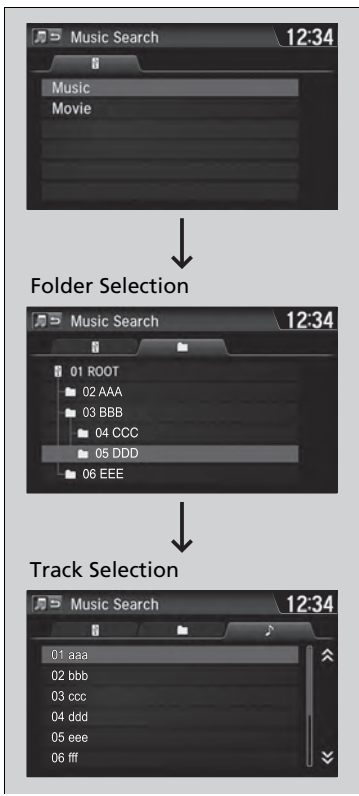 Music Search 12:34
Music
Movie
Folder Selection
Music Search 12:34
01 ROOT
02 AAA
03 BBB
04 CCC
05 DDD
06 EEE
Track Selection
Music Search 12:34
01 aaa
02 bbb
03 ccc
04 ddd
05 eee
06 fff